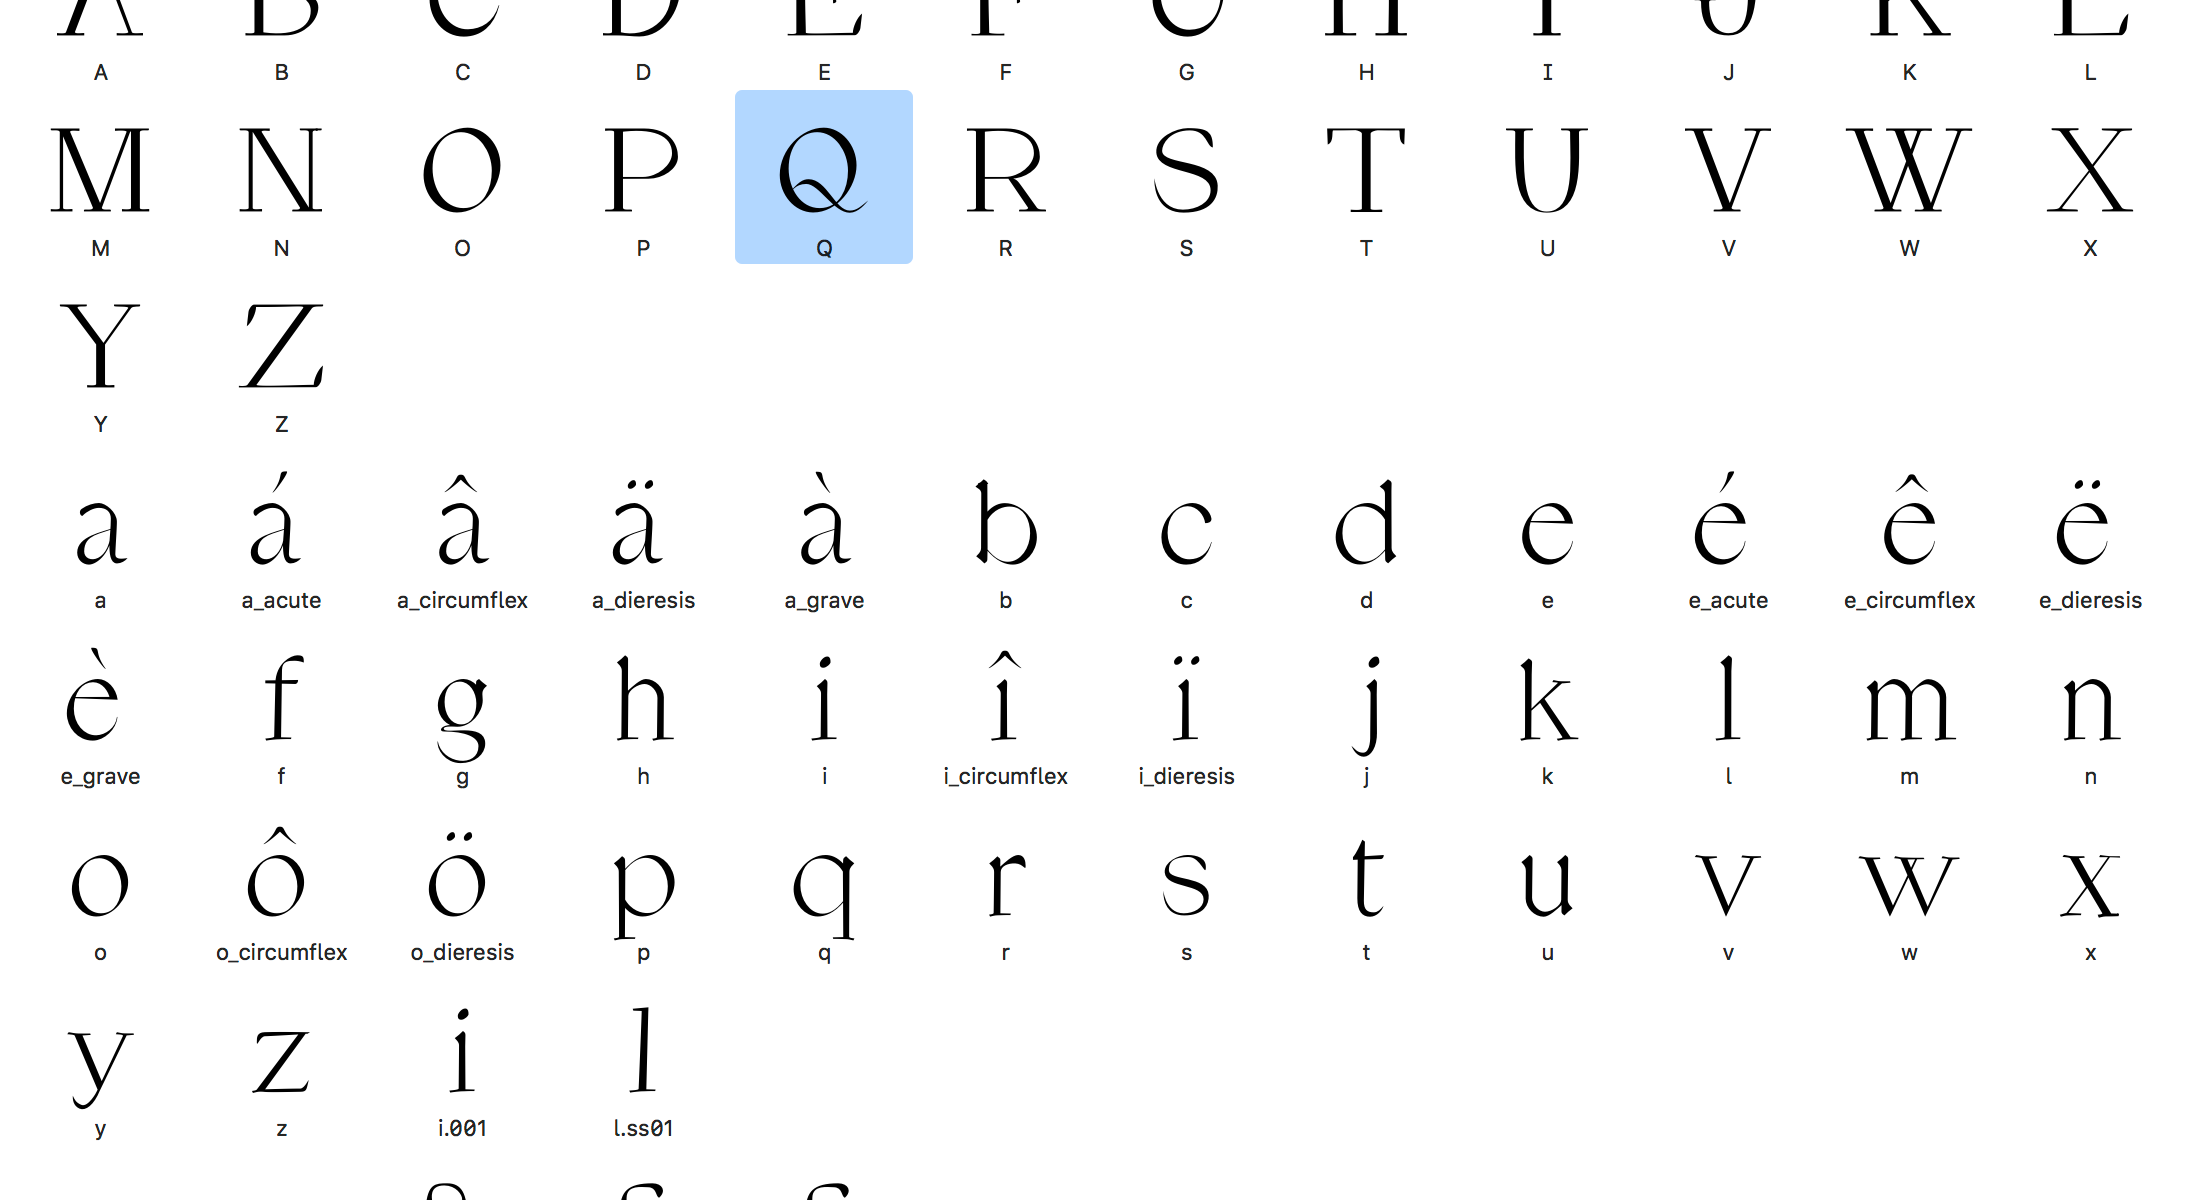 A B C D E F G H I J K L
A B C D E F G H I J K L
M N O P Q R S T U V W X
M N O P Q R S T U V W X
Y Z
Y Z
a á â ä à b c d e é ê ë
a a_acute a_circumflex a_dieresis a_grave b c d e e_acute e_circumflex e_dieresis
è f g h i î ï j k l m n
e_grave f g h i i_circumflex i_dieresis j k l m n
o ô ö p q r s t u v w x
o o_circumflex o_dieresis p q r s t u v w x
y z i l
y z i.001 l.ss01